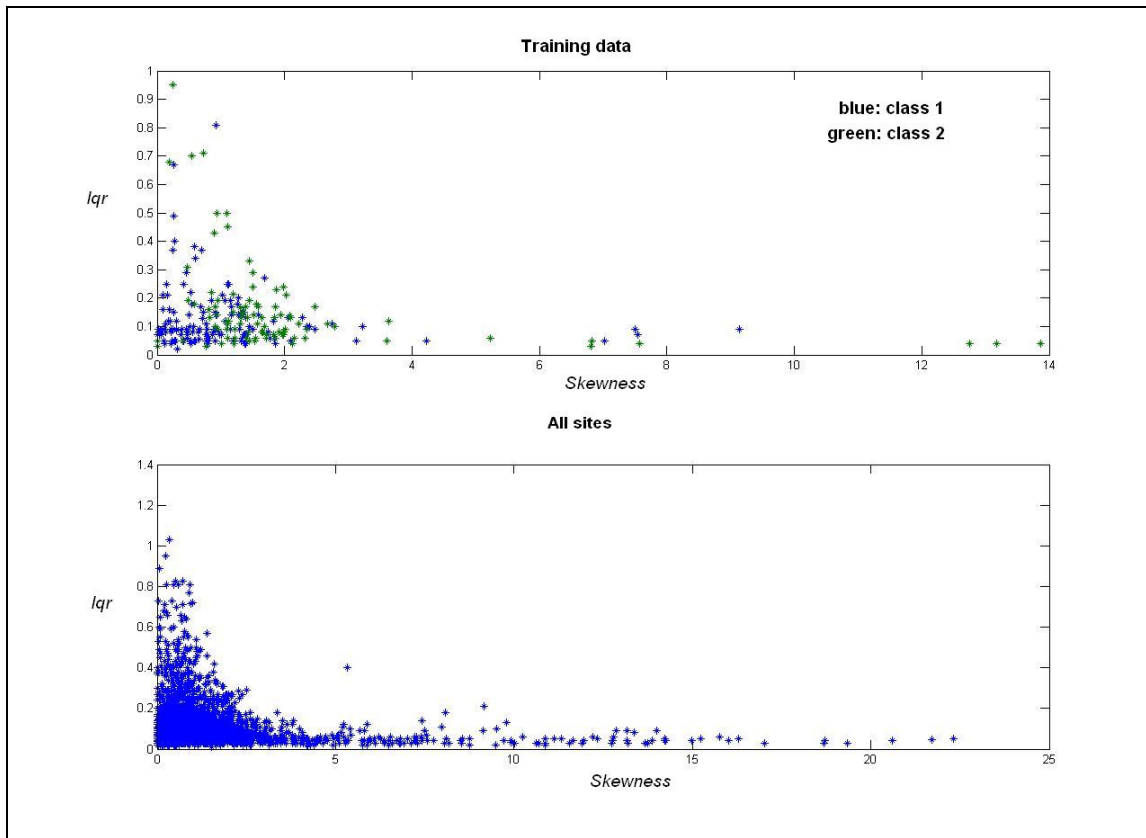 Training data
1
0.9
0.8
0.7
0.6
0.5
0.4
0.3
0.2
0.1
0
blue: class 1
green: class 2
Iqr
0 2 4 6 8 10 12 14
Skewness
All sites
1.4
1.2
1
0.8
0.6
0.4
0.2
0
Iqr
0 5 10 15 20 25
Skewness